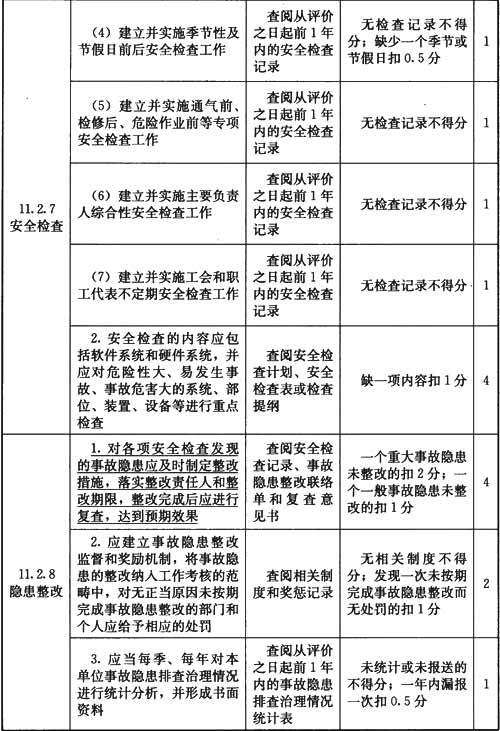 11.2.7
安全检查
(4) 建立并实施季节性及
节假日前后安全检查工作
查阅从评价
之日起前1年
内的安全检查
记录
无检查记录不得
分；缺少一个季节或
节假日扣0.5分
1
(5) 建立并实施通气前、
检修后、危险作业前等专项
安全检查工作
查阅从评价
之日起前1年
内的安全检查
记录
无检查记录不得分
1
(6) 建立并实施主要负责
人综合性安全检查工作
查阅从评价
之日起前1年
内的安全检查
记录
无检查记录不得分
1
(7) 建立并实施工会和职
工代表不定期安全检查工作
查阅从评价
之日起前1年
内的安全检查
记录
无检查记录不得分
1
2. 安全检查的内容应包
括软件系统和硬件系统，并
应对危险性大、易发生事
故、事故危害大的系统、部
位、装置、设备等进行重点
检查
查阅安全检
查计划、安全
检查表或检查
提纲
缺一项内容扣1分
4
11.2.8
隐患整改
1. 对各项安全检查发现
的事故隐患应及时制定整改
措施，落实整改责任人和整
改期限，整改完成后应进行
复查，达到预期效果
查阅安全检
查记录、事故
隐患整改联络
单和复查意
见书
一个重大事故隐患
未整改的扣2分；一
个一般事故隐患未整
改的扣1分
4
2. 应建立事故隐患整改
监督和奖励机制，将事故隐
患的整改纳入工作考核的范
畴中，对无正当原因未按期
完成事故隐患整改的部门和
个人应给予相应的处罚
查阅相关制
度和奖惩记录
无相关制度不得
分；发现一次未按期
完成事故隐患整改而
无处罚的扣1分
2
3. 应当每季、每年对本
单位事故隐患排查治理情况
进行统计分析，并形成书面
资料
查阅从评价
之日起前1年
内的事故隐患
排查治理情况
统计表
未统计或未报送的
不得分；一年内漏报
一次扣0.5分
1